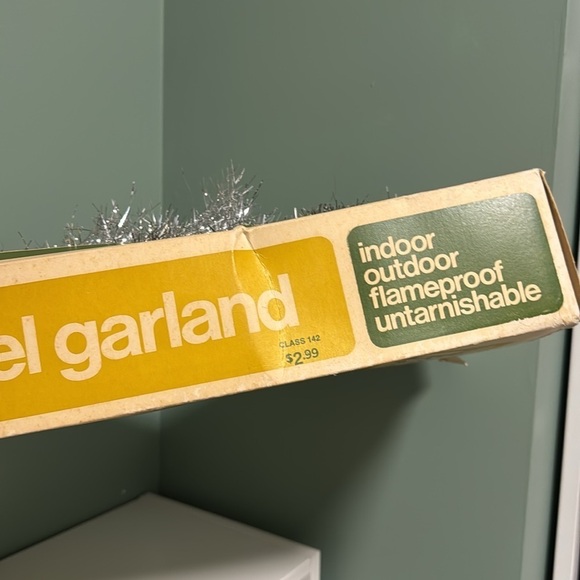 el garland
CLASS 142
$2.99
indoor
outdoor
flameproof
untarnishable